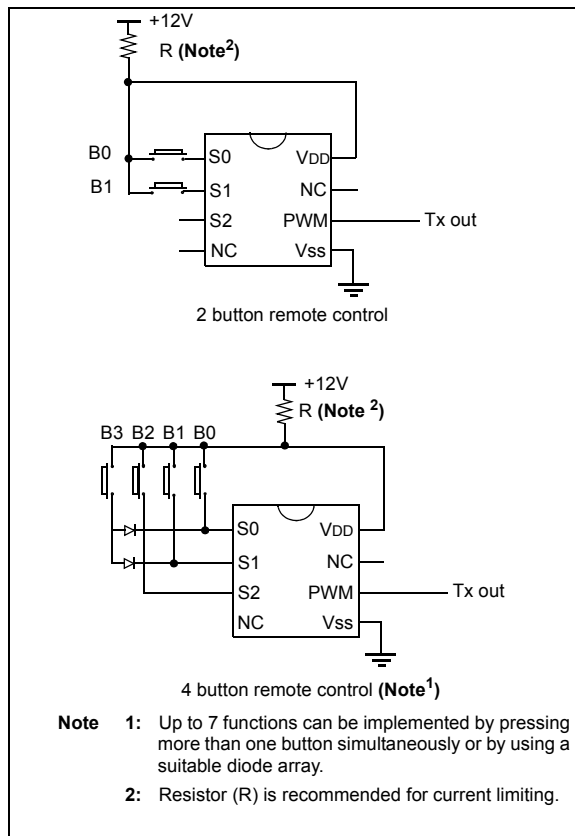 +12V
R (Note2)
B0
B1
S0
S1
S2
NC
VDD
NC
PWM
Vss
Tx out
2 button remote control
+12V
R (Note 2)
B3 B2 B1 B0
S0
S1
S2
NC
VDD
NC
PWM
Vss
Tx out
4 button remote control (Note1)
Note 1: Up to 7 functions can be implemented by pressing
more than one button simultaneously or by using a
suitable diode array.
2: Resistor (R) is recommended for current limiting.